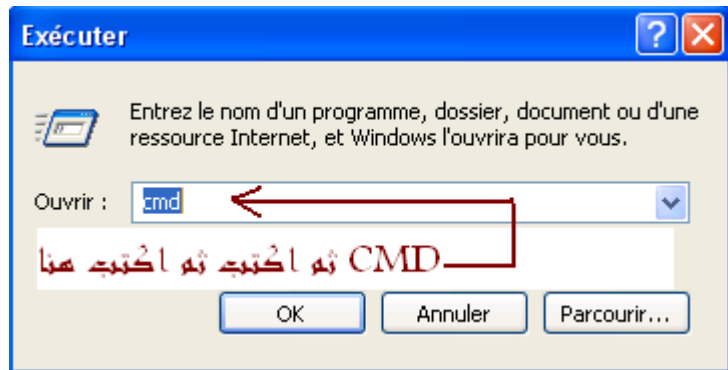 Exécuter
Entrez le nom d'un programme, dossier, document ou d'une
ressource Internet, et Windows l'ouvrira pour vous.
Ouvrir :
cmd
ثم اكتب ثم اكتب هنا CMD
OK
Annuler
Parcourir...